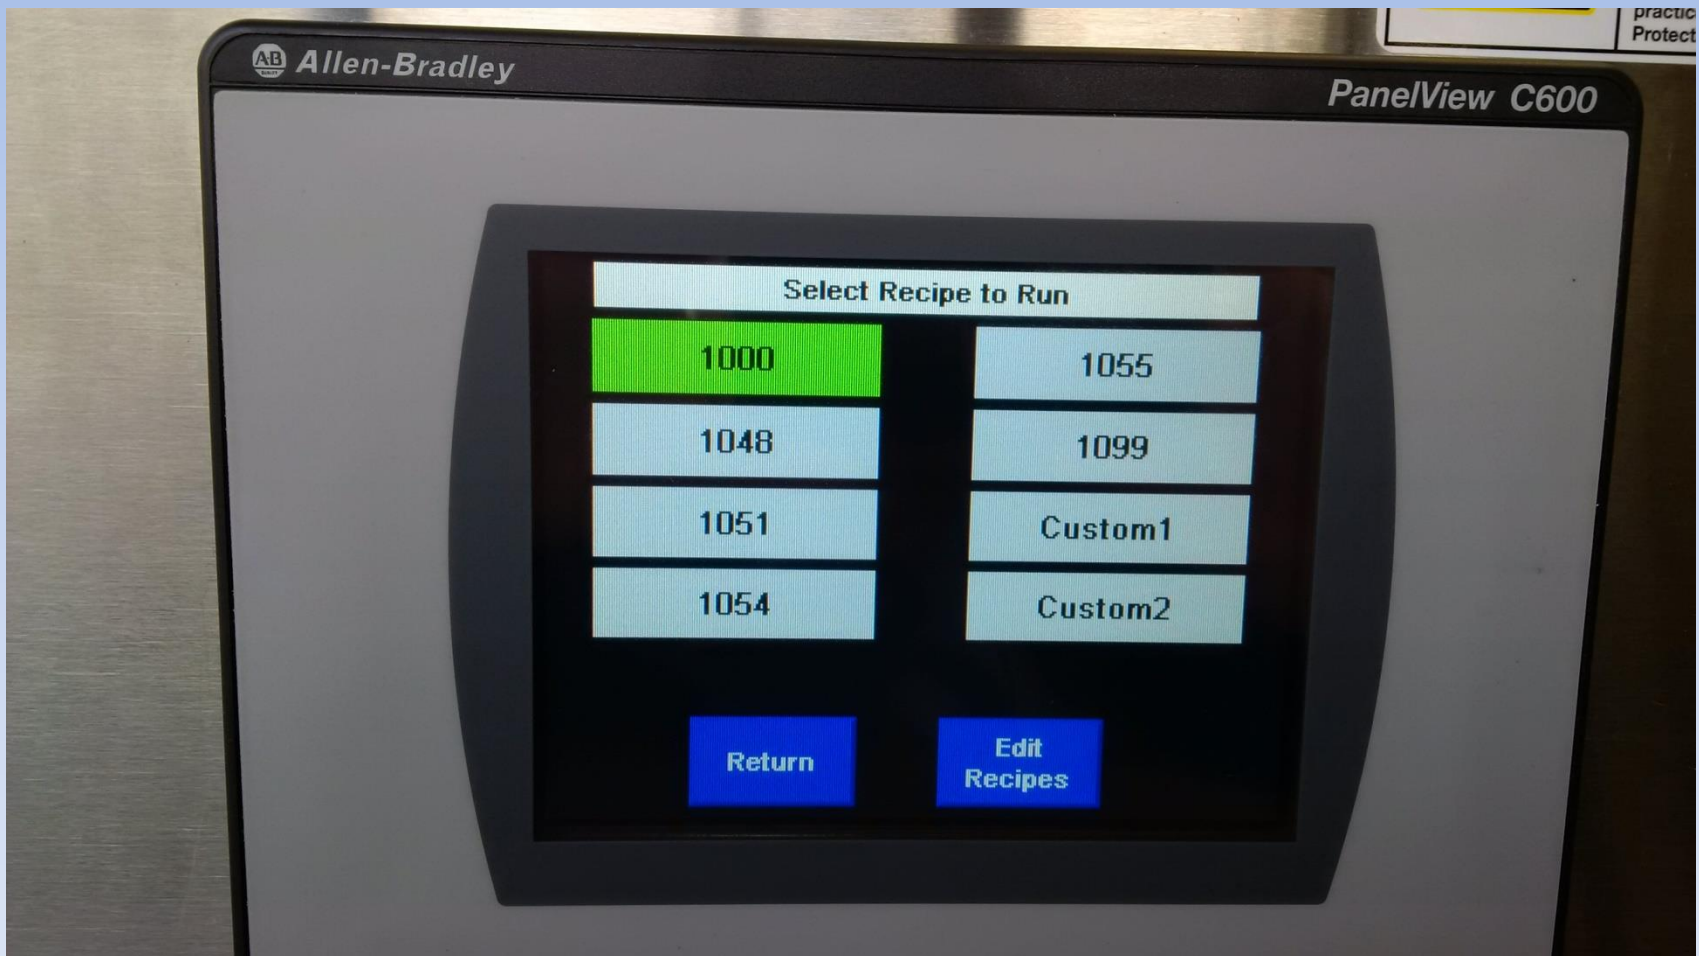 practic
Protect
A-B
Allen-Bradley
PanelView C600
Select Recipe to Run
1000
1055
1048
1099
1051
Custom1
1054
Custom2
Return
Edit
Recipes